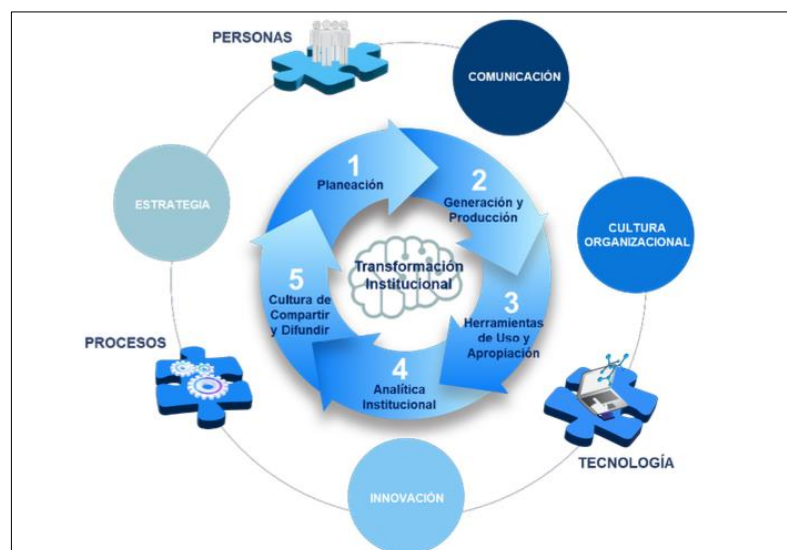 PERSONAS
COMUNICACIÓN
ESTRATEGIA
CULTURA
ORGANIZACIONAL
PROCESOS
TECNOLOGÍA
INNOVACIÓN
1
Planeación
2
Generación y
Producción
3
Herramientas
de Uso y
Apropiación
4
Analítica
Institucional
5
Cultura de
Compartir
y Difundir
Transformación
Institucional